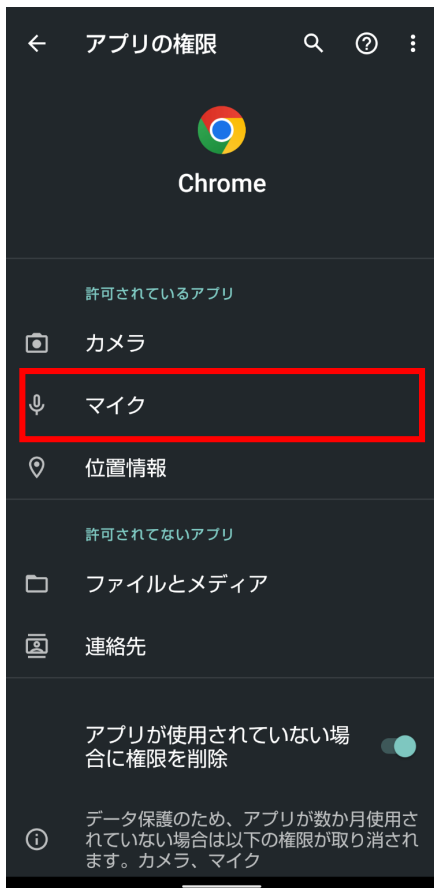 アプリの権限
Chrome
許可されているアプリ
カメラ
マイク
位置情報
許可されてないアプリ
ファイルとメディア
連絡先
アプリが使用されていない場
合に権限を削除
データ保護のため、アプリが数か月使用さ
れていない場合は以下の権限が取り消され
ます。カメラ、マイク